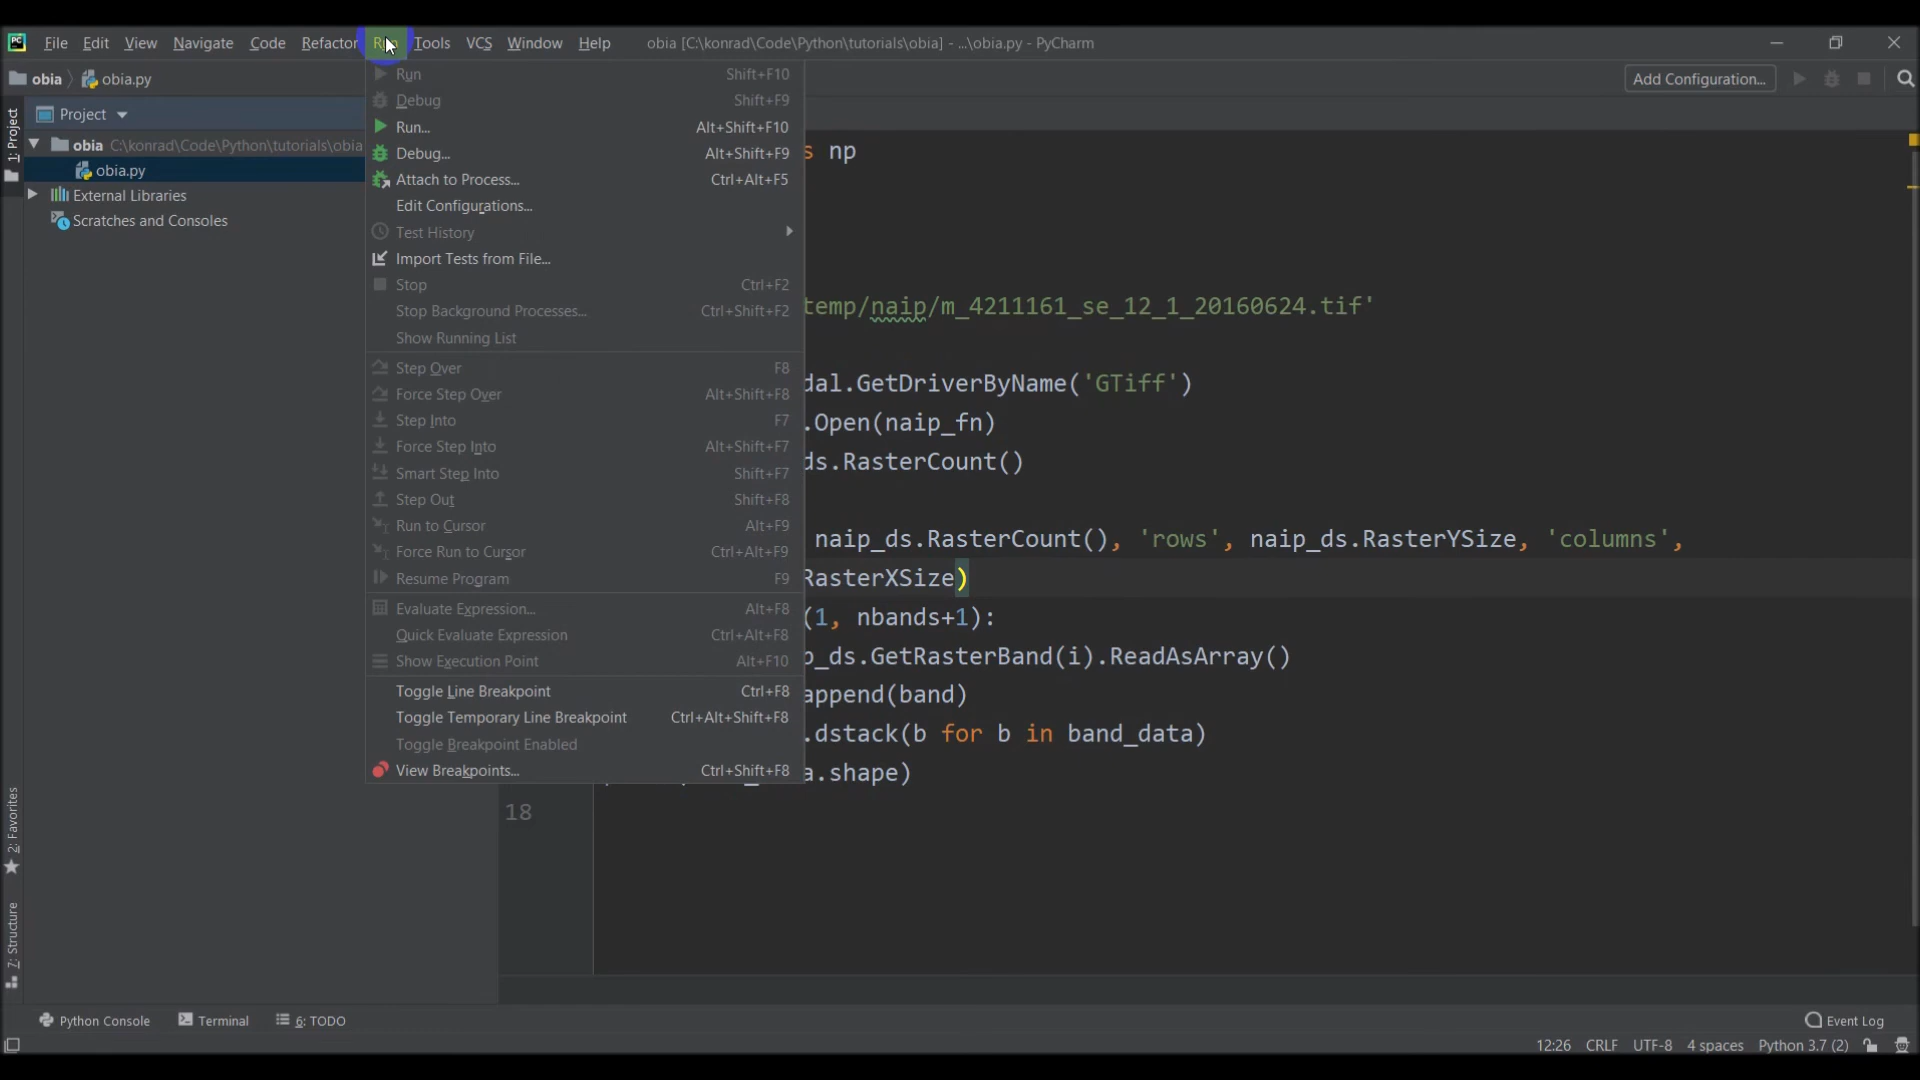 File Edit View Navigate Code Refactor Run Tools VCS Window Help obia [C:\konrad\Code\Python\tutorials\obia] - ...\obia.py - PyCharm
obia obia.py Add Configuration...
1: Project
Project
obia C:\konrad\Code\Python\tutorials\obia
obia.py
External Libraries
Scratches and Consoles
Run Shift+F10
Debug Shift+F9
Run... Alt+Shift+F10
Debug... Alt+Shift+F9
Attach to Process... Ctrl+Alt+F5
Edit Configurations...
Test History
Import Tests from File...
Stop Ctrl+F2
Stop Background Processes... Ctrl+Shift+F2
Show Running List
Step Over F8
Force Step Over Alt+Shift+F8
Step Into F7
Force Step Into Alt+Shift+F7
Smart Step Into Shift+F7
Step Out Shift+F8
Run to Cursor Alt+F9
Force Run to Cursor Ctrl+Alt+F9
Resume Program F9
Evaluate Expression... Alt+F8
Quick Evaluate Expression Ctrl+Alt+F8
Show Execution Point Alt+F10
Toggle Line Breakpoint Ctrl+F8
Toggle Temporary Line Breakpoint Ctrl+Alt+Shift+F8
Toggle Breakpoint Enabled
View Breakpoints... Ctrl+Shift+F8
s np
temp/naip/m_4211161_se_12_1_20160624.tif'
dal.GetDriverByName('GTiff')
.Open(naip_fn)
ds.RasterCount()
naip_ds.RasterCount(), 'rows', naip_ds.RasterYSize, 'columns',
RasterXSize)
(1, nbands+1):
p_ds.GetRasterBand(i).ReadAsArray()
append(band)
.dstack(b for b in band_data)
a.shape)
18
2: Favorites
7: Structure
Python Console Terminal 6: TODO Event Log
12:26 CRLF UTF-8 4 spaces Python 3.7 (2)